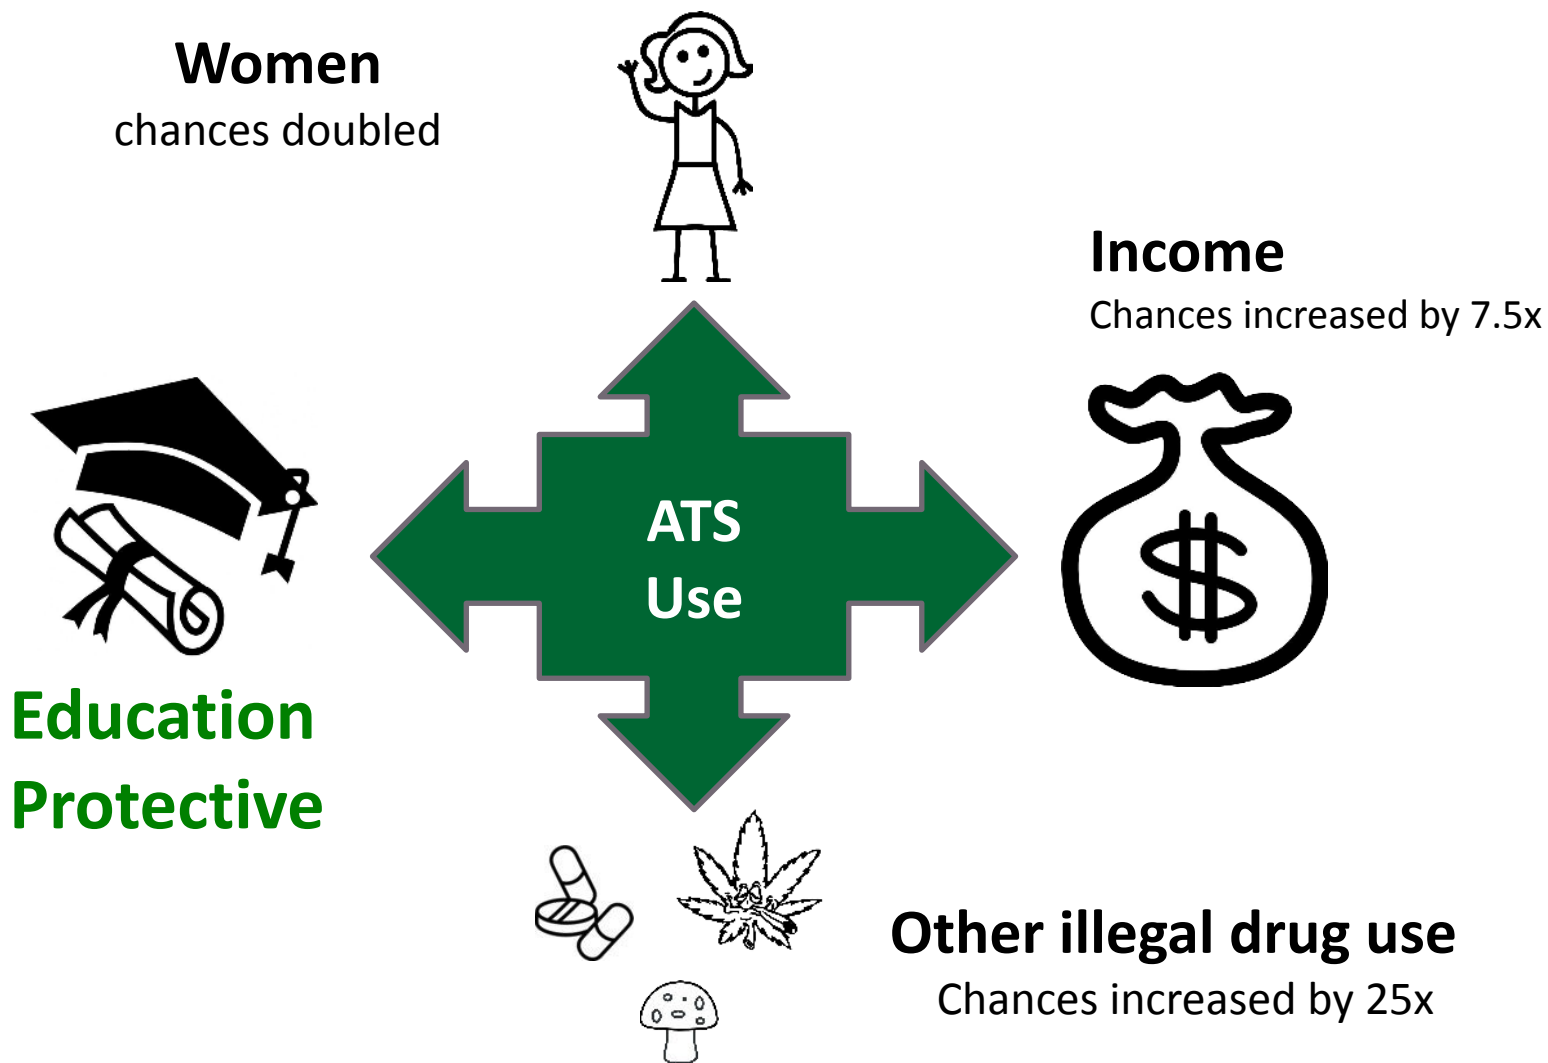 Women
chances doubled
Income
Chances increased by 7.5x
ATS
Use
Education
Protective
Other illegal drug use
Chances increased by 25x